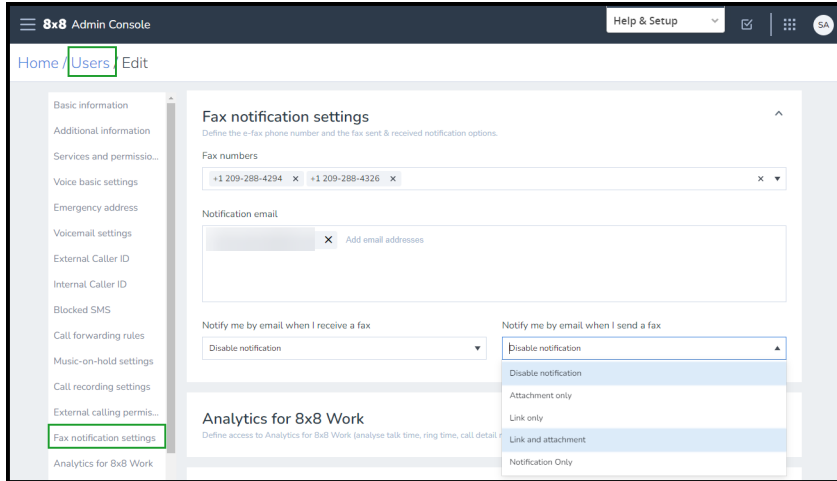 8x8 Admin Console
Help & Setup
SA
Home / Users / Edit
Basic information
Additional information
Services and permissio...
Voice basic settings
Emergency address
Voicemail settings
External Caller ID
Internal Caller ID
Blocked SMS
Call forwarding rules
Music-on-hold settings
Call recording settings
External calling permis...
Fax notification settings
Analytics for 8x8 Work
Fax notification settings
Define the e-fax phone number and the fax sent & received notification options.
Fax numbers
+1 209-288-4294 x +1 209-288-4326 x
Notification email
Add email addresses
Notify me by email when I receive a fax
Disable notification
Notify me by email when I send a fax
Disable notification
Disable notification
Attachment only
Link only
Link and attachment
Notification Only
Analytics for 8x8 Work
Define access to Analytics for 8x8 Work (analyse talk time, ring time, call detail